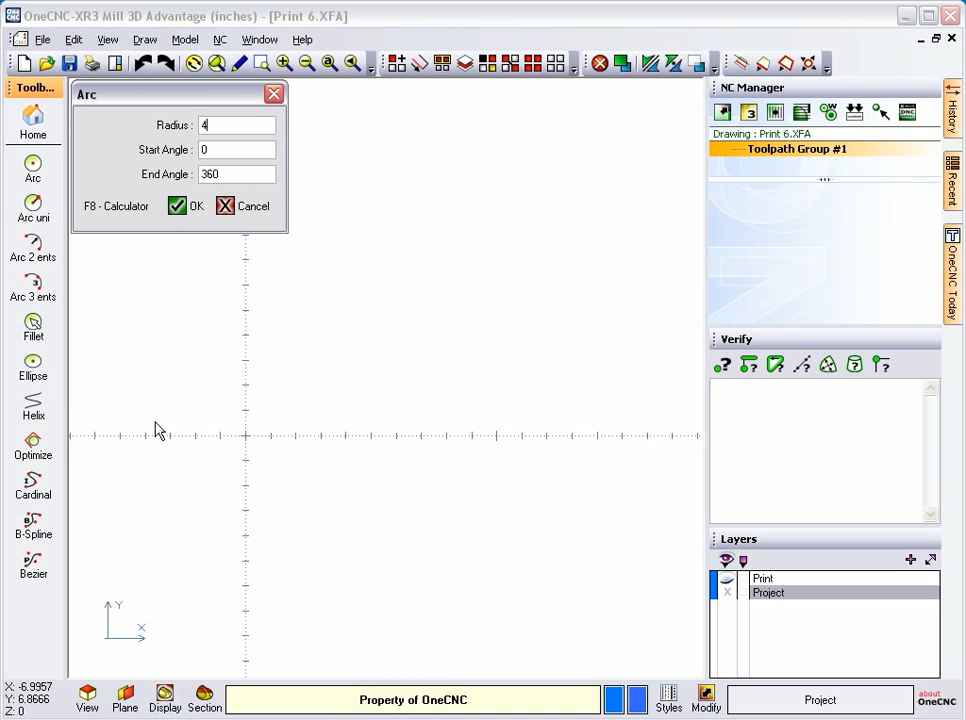 OneCNC-XR3 Mill 3D Advantage (inches) - [Print 6.XFA]
File Edit View Draw Model NC Window Help
Toolb...
Home
Arc
Arc uni
Arc 2 ents
Arc 3 ents
Fillet
Ellipse
Helix
Optimize
Cardinal
B-Spline
Bezier
Arc
Radius : 4
Start Angle : 0
End Angle : 360
F8 - Calculator OK Cancel
Y
X
NC Manager
Drawing : Print 6.XFA
Toolpath Group #1
Verify
Layers
Print
Project
History
Recent
OneCNC Today
X: -6.9957
Y: 6.8666
Z: 0
View Plane Display Section
Property of OneCNC
Styles Modify
Project
about
OneCNC